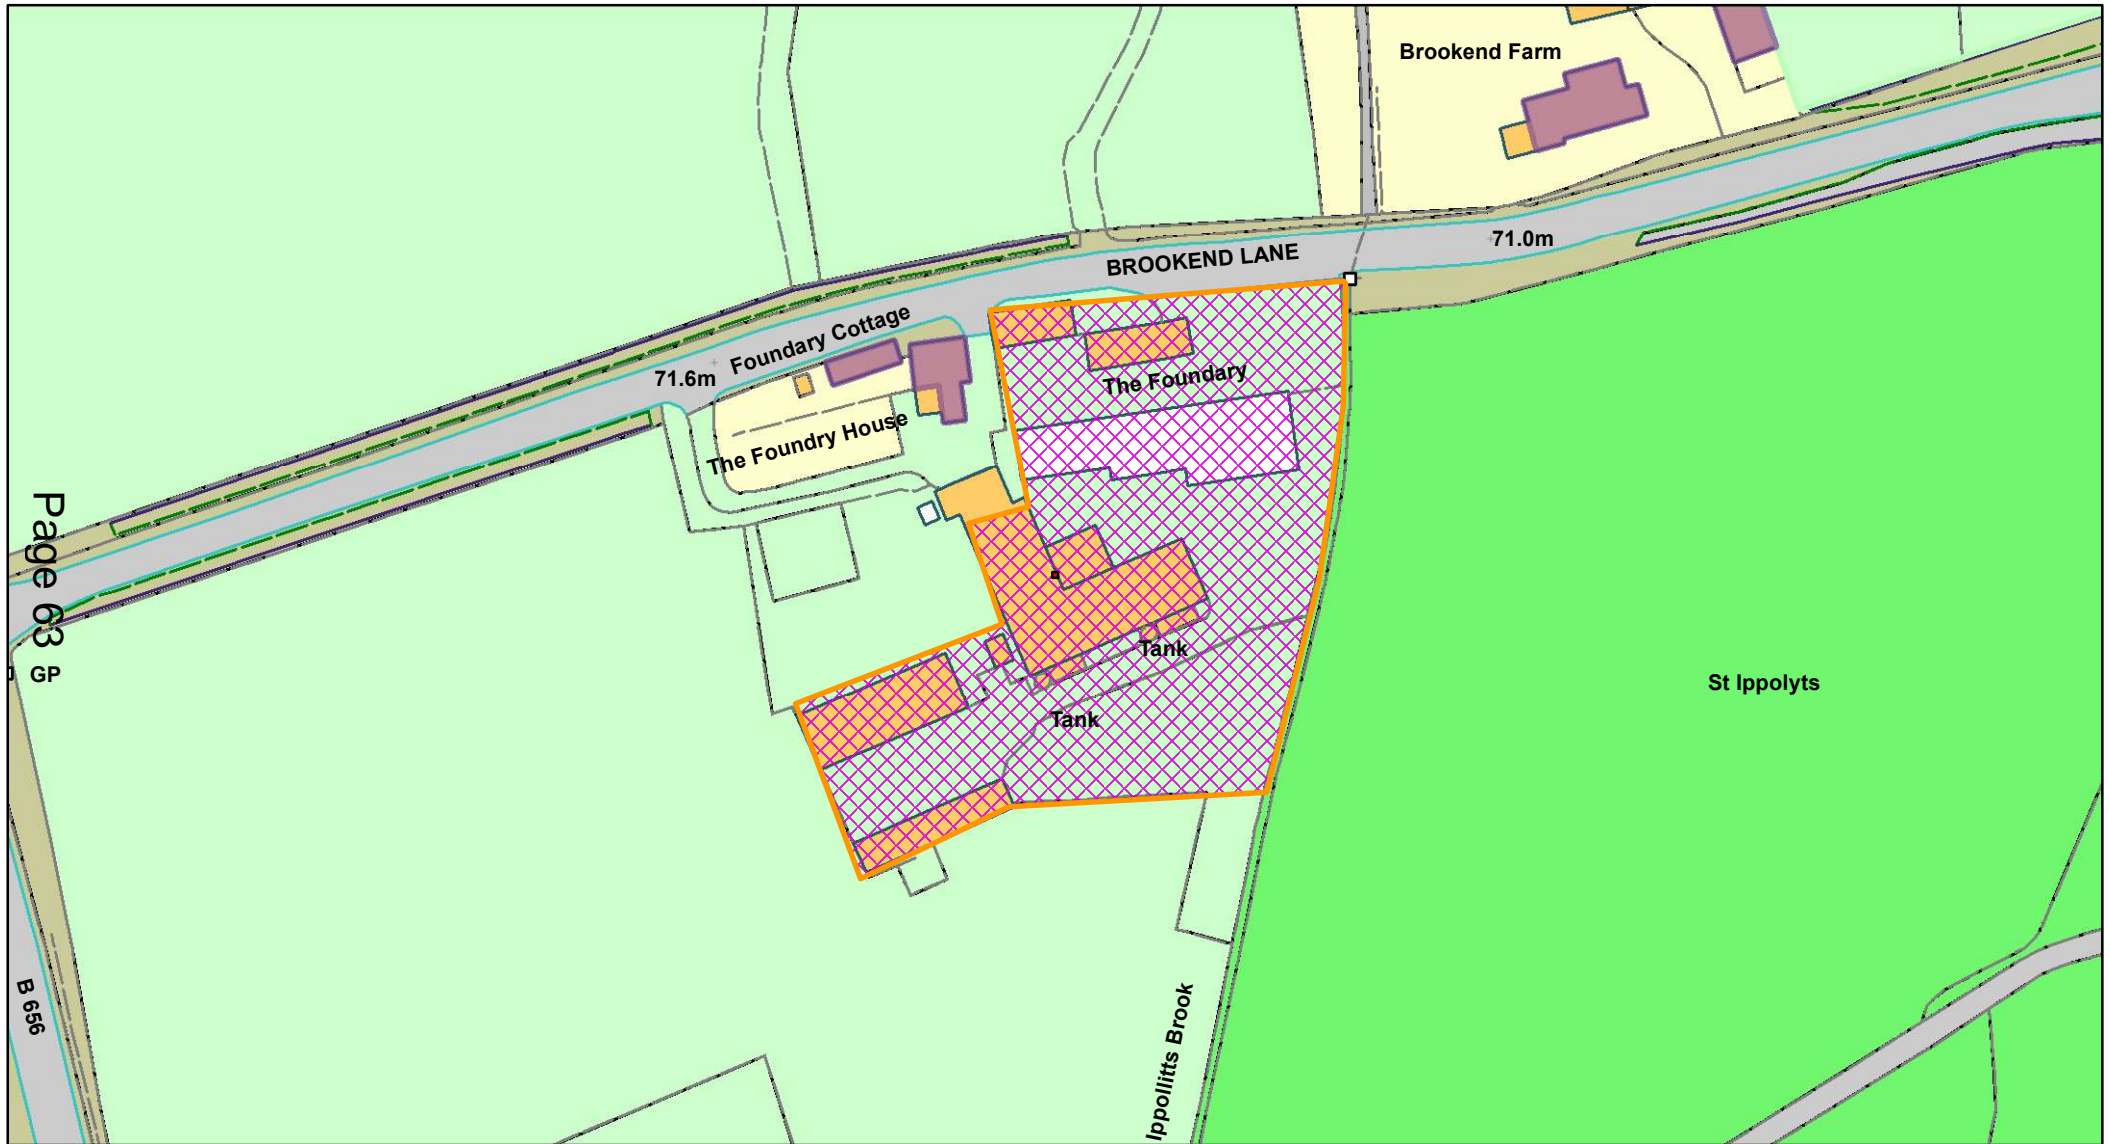 Brookend Farm
71.0m
BROOKEND LANE
Foundary Cottage
71.6m
The Foundary
The Foundry House
Page 63
GP
Tank
St Ippolyts
Tank
B 656
Ippollitts Brook